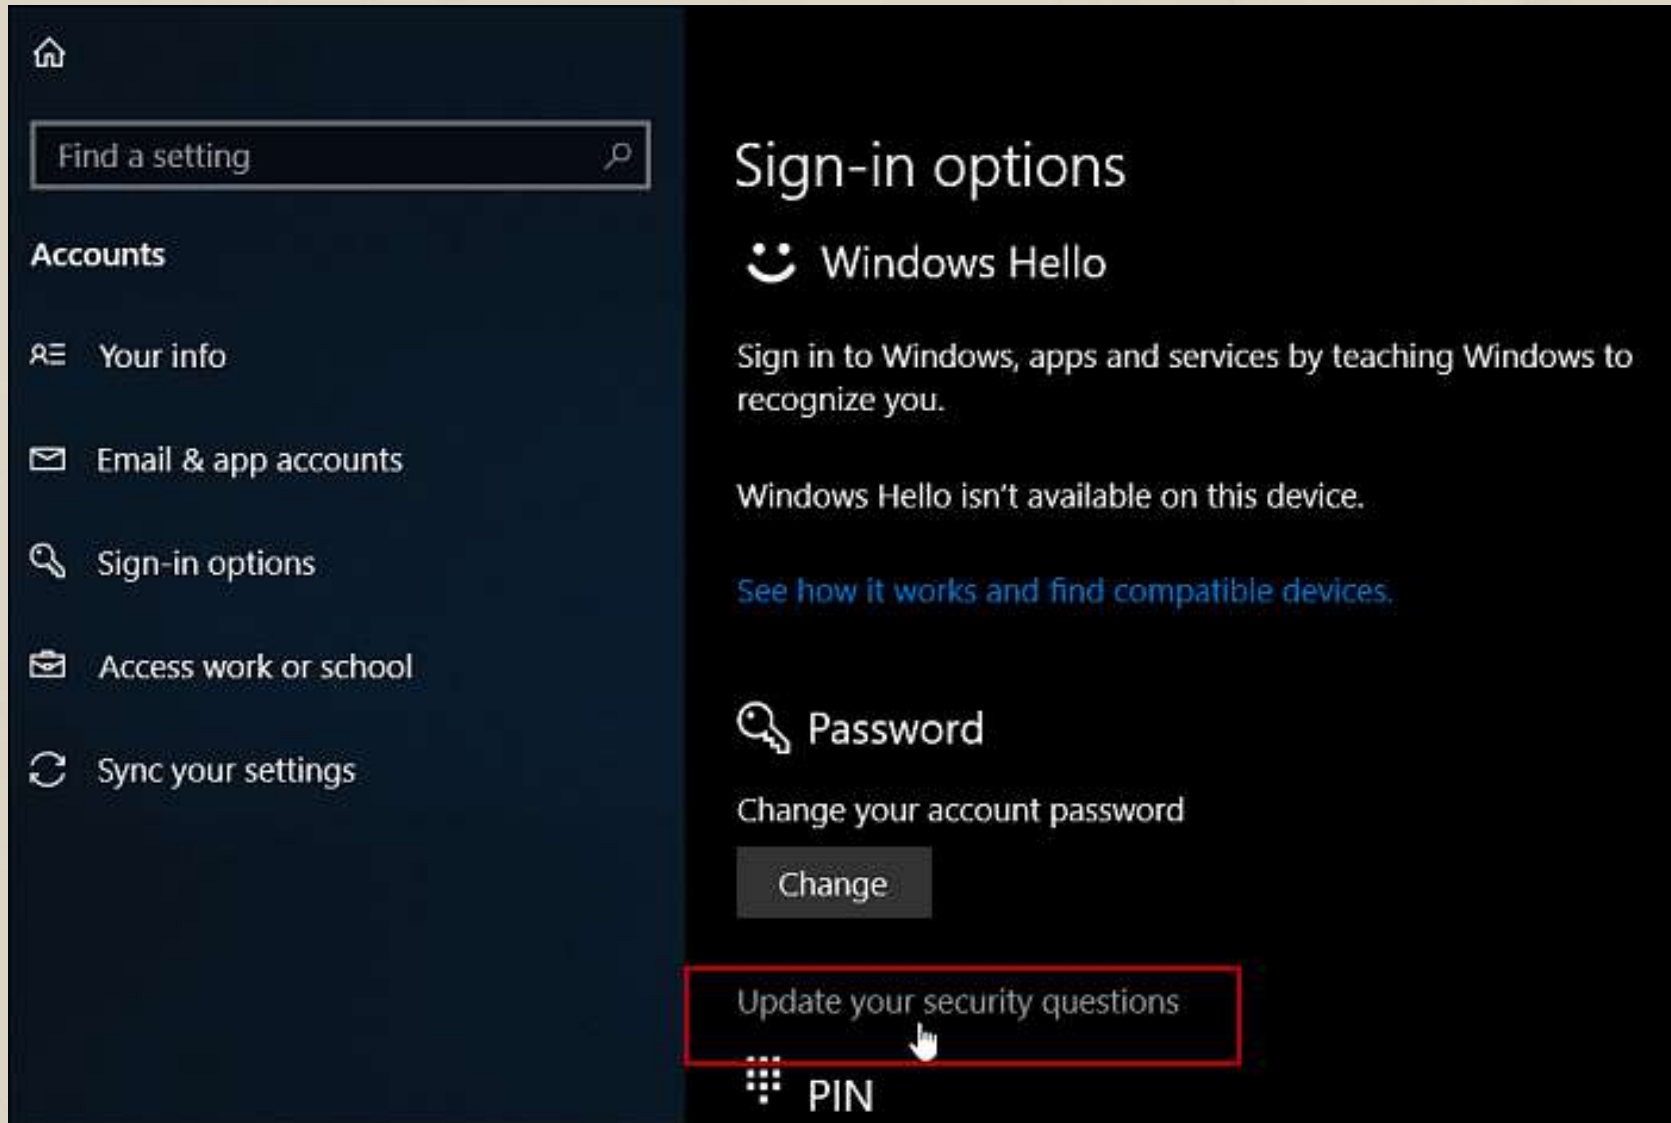 Find a setting
Accounts
Your info
Email & app accounts
Sign-in options
Access work or school
Sync your settings
Sign-in options
Windows Hello
Sign in to Windows, apps and services by teaching Windows to
recognize you.
Windows Hello isn't available on this device.
See how it works and find compatible devices.
Password
Change your account password
Change
Update your security questions
PIN